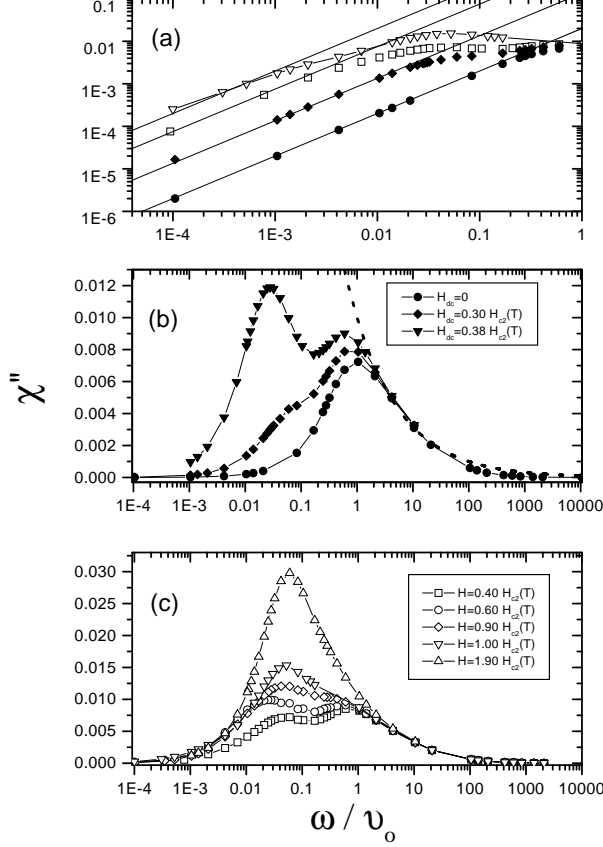 (a)
0.01
1E-3
1E-4
1E-5
1E-6
1E-4 1E-3 0.01 0.1 1
χ''
(b)
H_dc=0
H_dc=0.30 H_c2(T)
H_dc=0.38 H_c2(T)
0.012
0.010
0.008
0.006
0.004
0.002
0.000
1E-4 1E-3 0.01 0.1 1 10 100 1000 10000
(c)
H=0.40 H_c2(T)
H=0.60 H_c2(T)
H=0.90 H_c2(T)
H=1.00 H_c2(T)
H=1.90 H_c2(T)
0.030
0.025
0.020
0.015
0.010
0.005
0.000
1E-4 1E-3 0.01 0.1 1 10 100 1000 10000
ω / υ_o